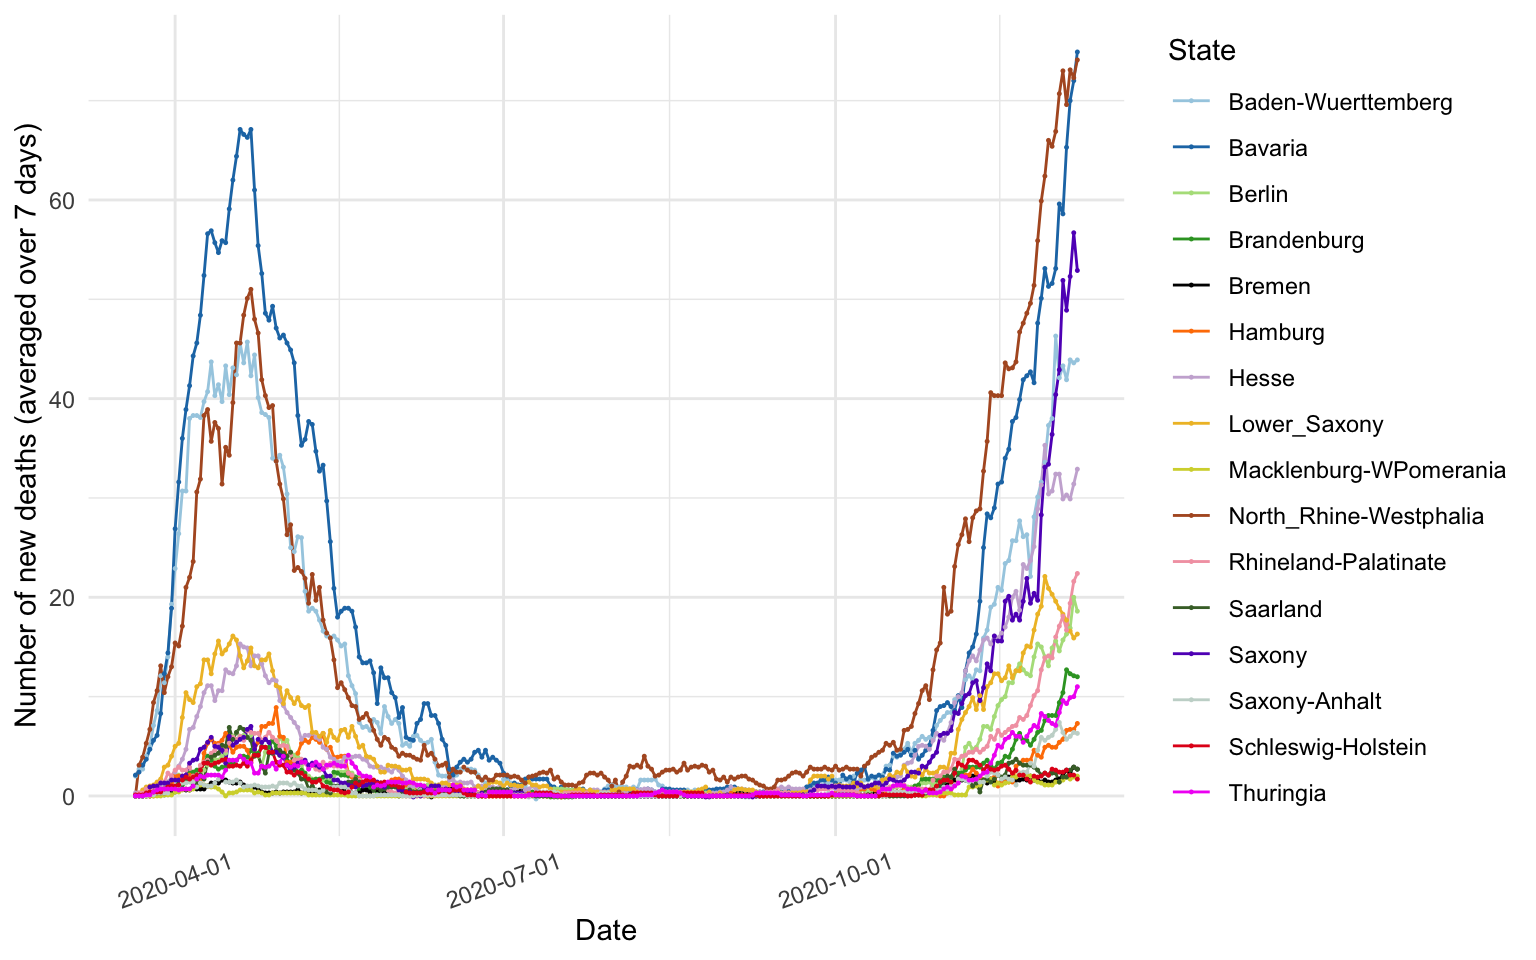 Number of new deaths (averaged over 7 days)
60
40
20
0
2020-04-01
2020-07-01
2020-10-01
Date
State
Baden-Wuerttemberg
Bavaria
Berlin
Brandenburg
Bremen
Hamburg
Hesse
Lower_Saxony
Macklenburg-WPomerania
North_Rhine-Westphalia
Rhineland-Palatinate
Saarland
Saxony
Saxony-Anhalt
Schleswig-Holstein
Thuringia